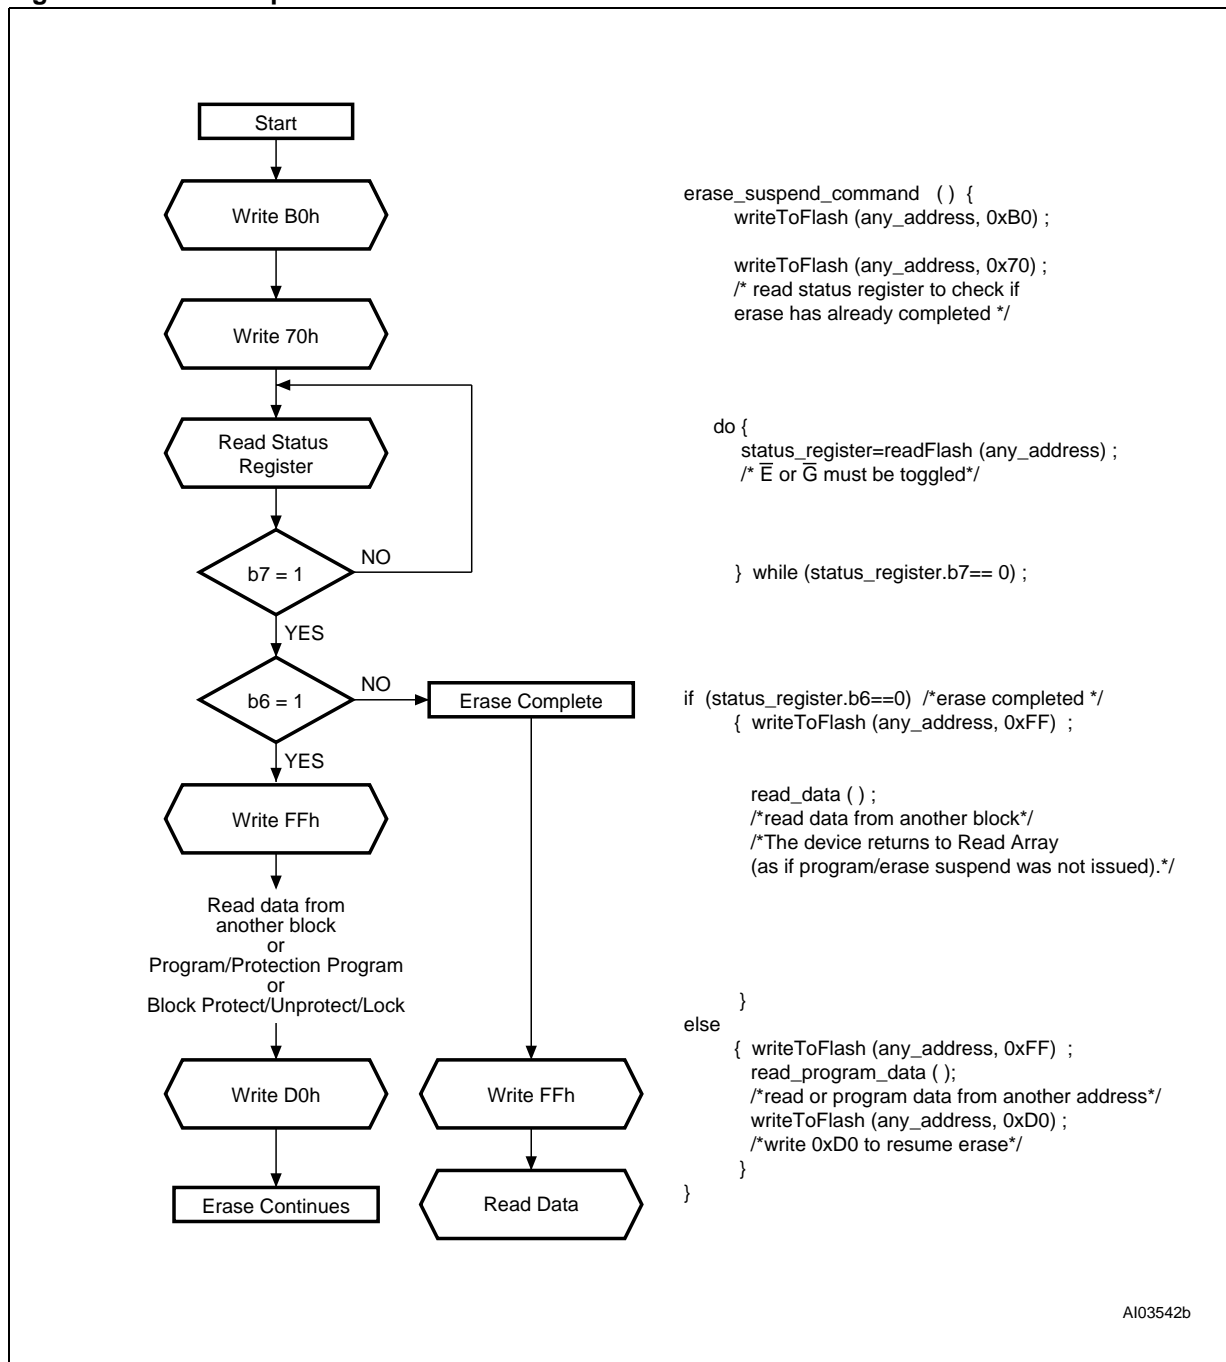 Start
Write B0h
Write 70h
Read Status
Register
b7 = 1
NO
YES
b6 = 1
NO
Erase Complete
YES
Write FFh
Read data from
another block
or
Program/Protection Program
or
Block Protect/Unprotect/Lock
Write D0h
Write FFh
Erase Continues
Read Data
erase_suspend_command ( ) {
writeToFlash (any_address, 0xB0) ;
writeToFlash (any_address, 0x70) ;
/* read status register to check if
erase has already completed */
do {
status_register=readFlash (any_address) ;
/* E̅ or G̅ must be toggled*/
} while (status_register.b7== 0) ;
if (status_register.b6==0) /*erase completed */
{ writeToFlash (any_address, 0xFF) ;
read_data ( ) ;
/*read data from another block*/
/*The device returns to Read Array
(as if program/erase suspend was not issued).*/
}
else
{ writeToFlash (any_address, 0xFF) ;
read_program_data ( );
/*read or program data from another address*/
writeToFlash (any_address, 0xD0) ;
/*write 0xD0 to resume erase*/
}
}
AI03542b